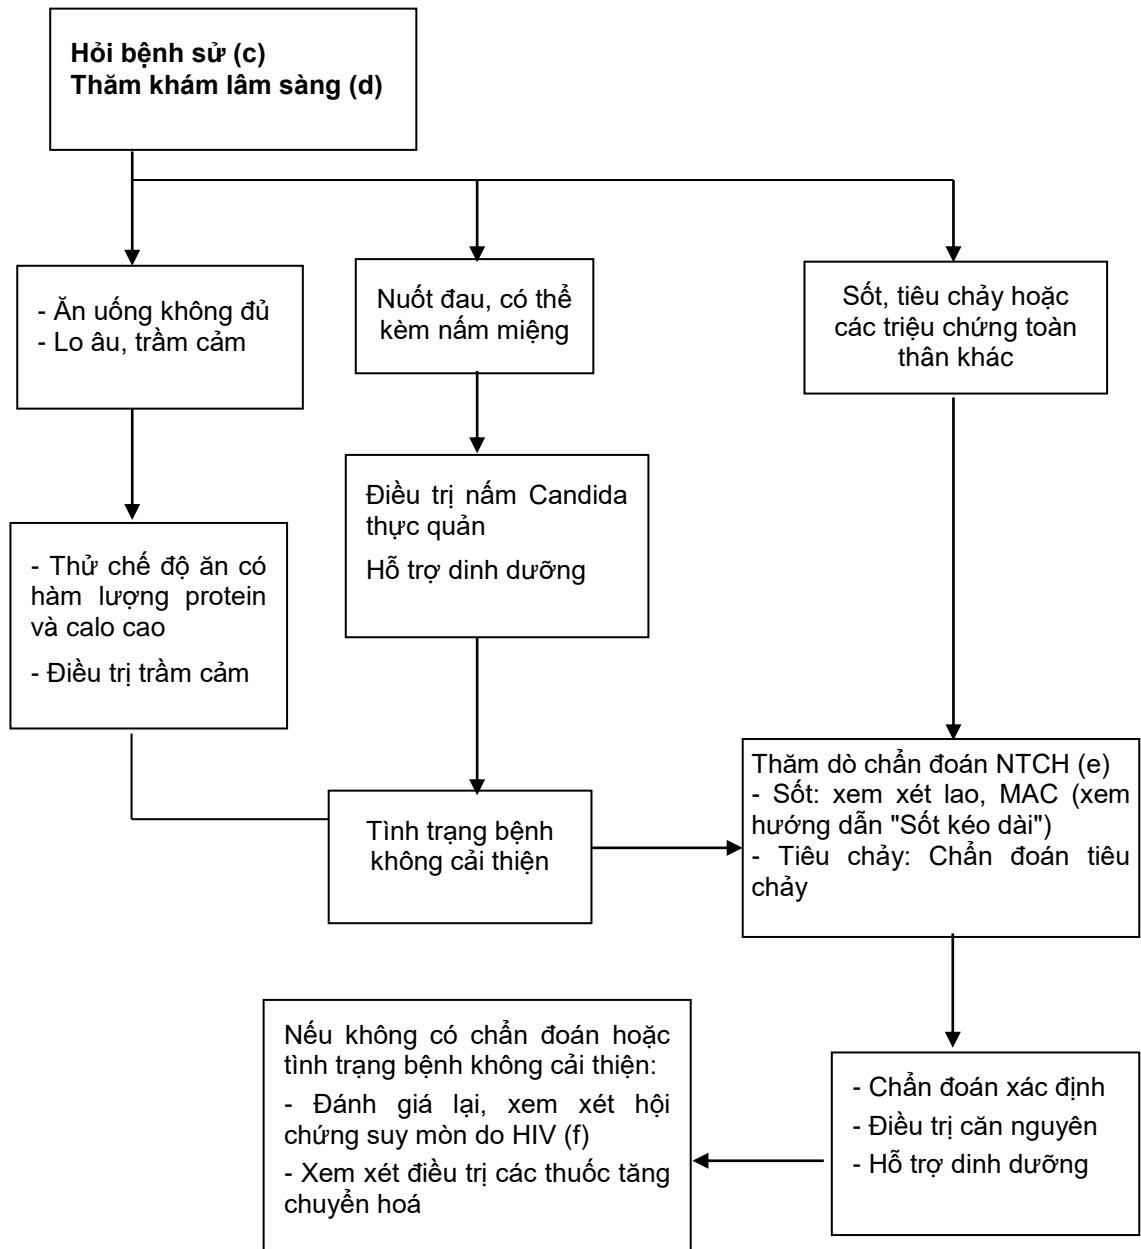 Hỏi bệnh sử (c)
Thăm khám lâm sàng (d)
- Ăn uống không đủ
- Lo âu, trầm cảm
Nuốt đau, có thể
kèm nấm miệng
Sốt, tiêu chảy hoặc
các triệu chứng toàn
thân khác
- Thử chế độ ăn có
hàm lượng protein
và calo cao
- Điều trị trầm cảm
Điều trị nấm Candida
thực quản
Hỗ trợ dinh dưỡng
Tình trạng bệnh
không cải thiện
Thăm dò chẩn đoán NTCH (e)
- Sốt: xem xét lao, MAC (xem
hướng dẫn "Sốt kéo dài")
- Tiêu chảy: Chẩn đoán tiêu
chảy
- Chẩn đoán xác định
- Điều trị căn nguyên
- Hỗ trợ dinh dưỡng
Nếu không có chẩn đoán hoặc
tình trạng bệnh không cải thiện:
- Đánh giá lại, xem xét hội
chứng suy mòn do HIV (f)
- Xem xét điều trị các thuốc tăng
chuyển hoá